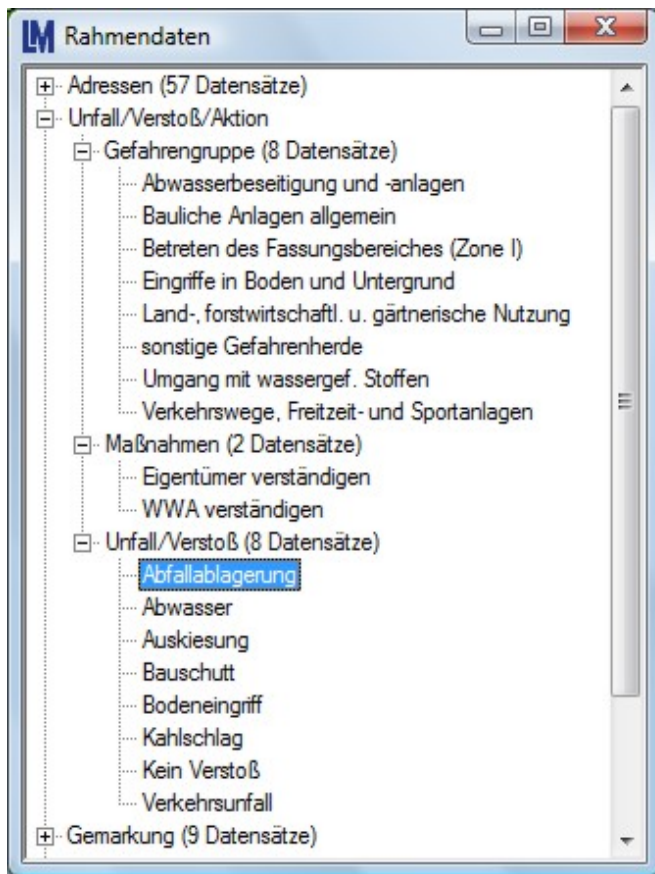 LM Rahmendaten
Adressen (57 Datensätze)
Unfall/Verstoß/Aktion
Gefahrengruppe (8 Datensätze)
Abwasserbeseitigung und -anlagen
Bauliche Anlagen allgemein
Betreten des Fassungsbereiches (Zone I)
Eingriffe in Boden und Untergrund
Land-, forstwirtschaftl. u. gärtnerische Nutzung
sonstige Gefahrenherde
Umgang mit wassergef. Stoffen
Verkehrswege, Freitzeit- und Sportanlagen
Maßnahmen (2 Datensätze)
Eigentümer verständigen
WWA verständigen
Unfall/Verstoß (8 Datensätze)
Abfallablagerung
Abwasser
Auskiesung
Bauschutt
Bodeneingriff
Kahlschlag
Kein Verstoß
Verkehrsunfall
Gemarkung (9 Datensätze)